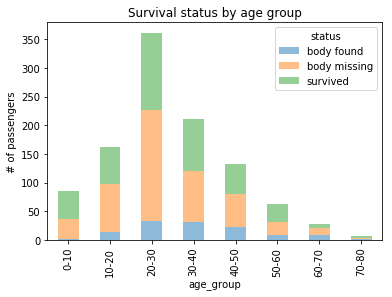 Survival status by age group
status
body found
body missing
survived
# of passengers
350
300
250
200
150
100
50
0
0-10
10-20
20-30
30-40
40-50
50-60
60-70
70-80
age_group